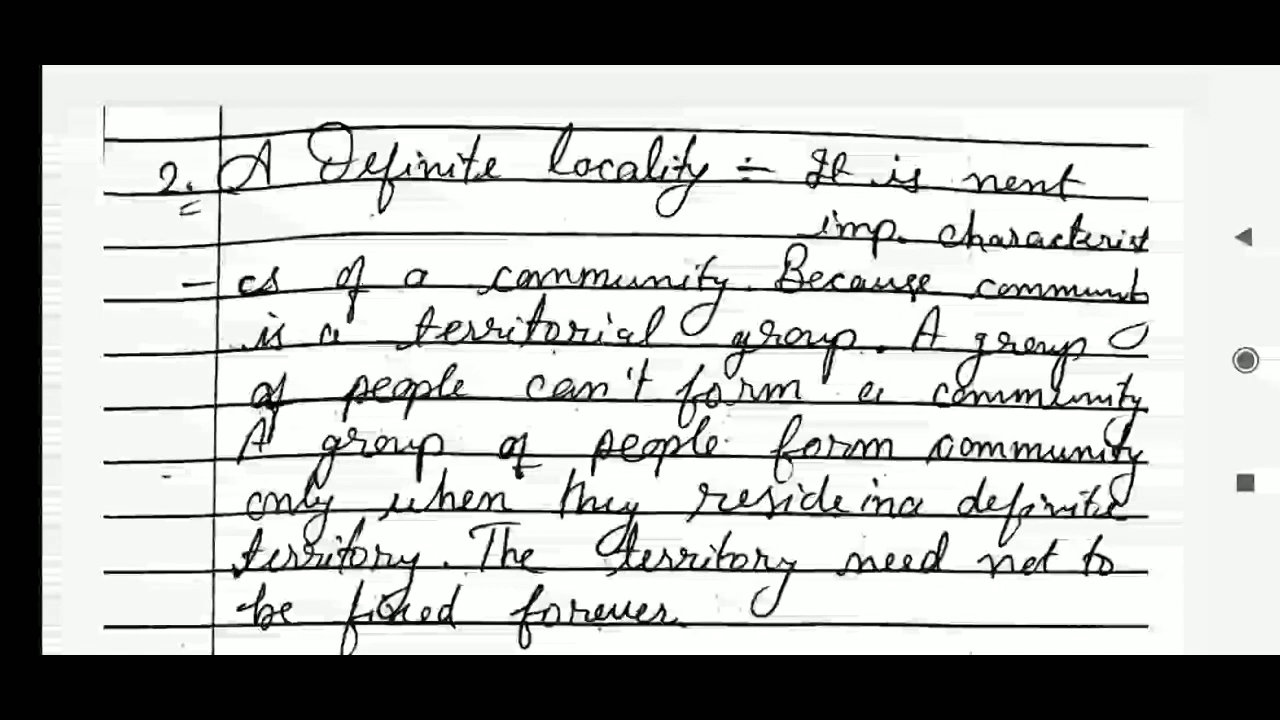 2. A Definite locality ÷ It is next
imp. characterist
- cs of a community. Because communit
is a territorial group. A group
of people can't form a community
A group of people form community
only when they reside in a definite
territory. The territory need not to
be fixed forever.